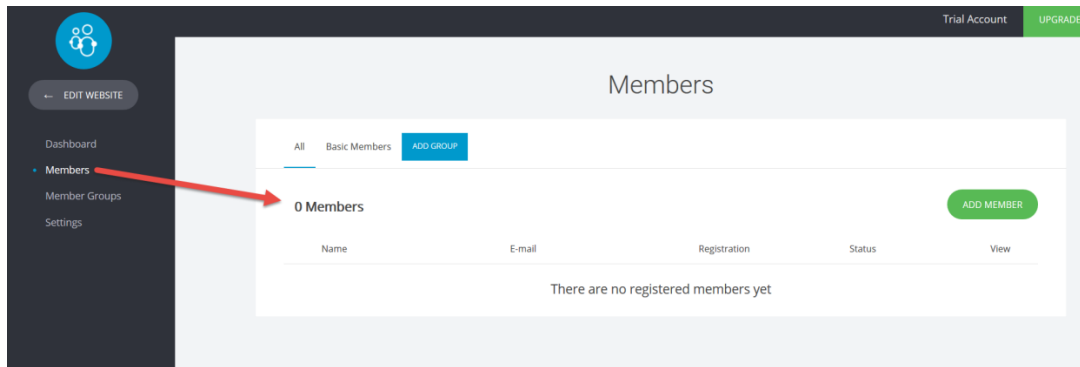 Trial Account
UPGRADE
← EDIT WEBSITE
Members
Dashboard
Members
Member Groups
Settings
All Basic Members ADD GROUP
0 Members
ADD MEMBER
Name E-mail Registration Status View
There are no registered members yet